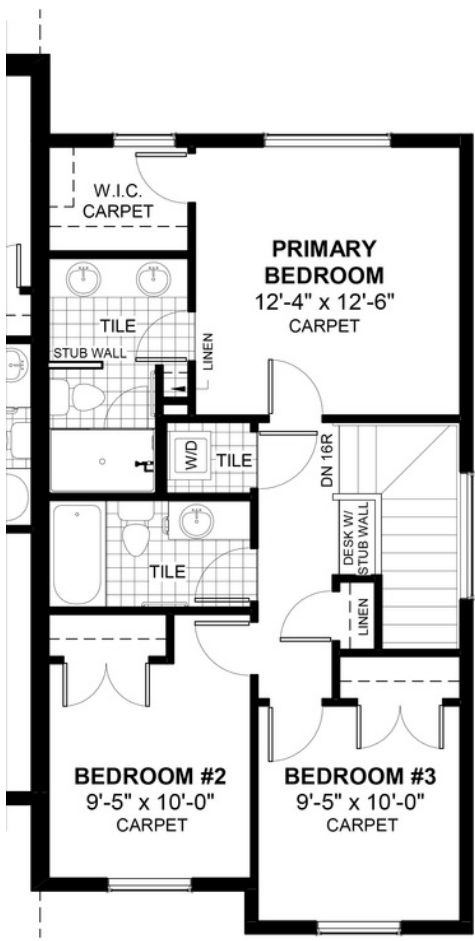 W.I.C.
CARPET
PRIMARY
BEDROOM
12'-4" x 12'-6"
CARPET
TILE
STUB WALL
LINEN
W/D
TILE
DN 16R
DESK W/
STUB WALL
TILE
LINEN
BEDROOM #2
9'-5" x 10'-0"
CARPET
BEDROOM #3
9'-5" x 10'-0"
CARPET